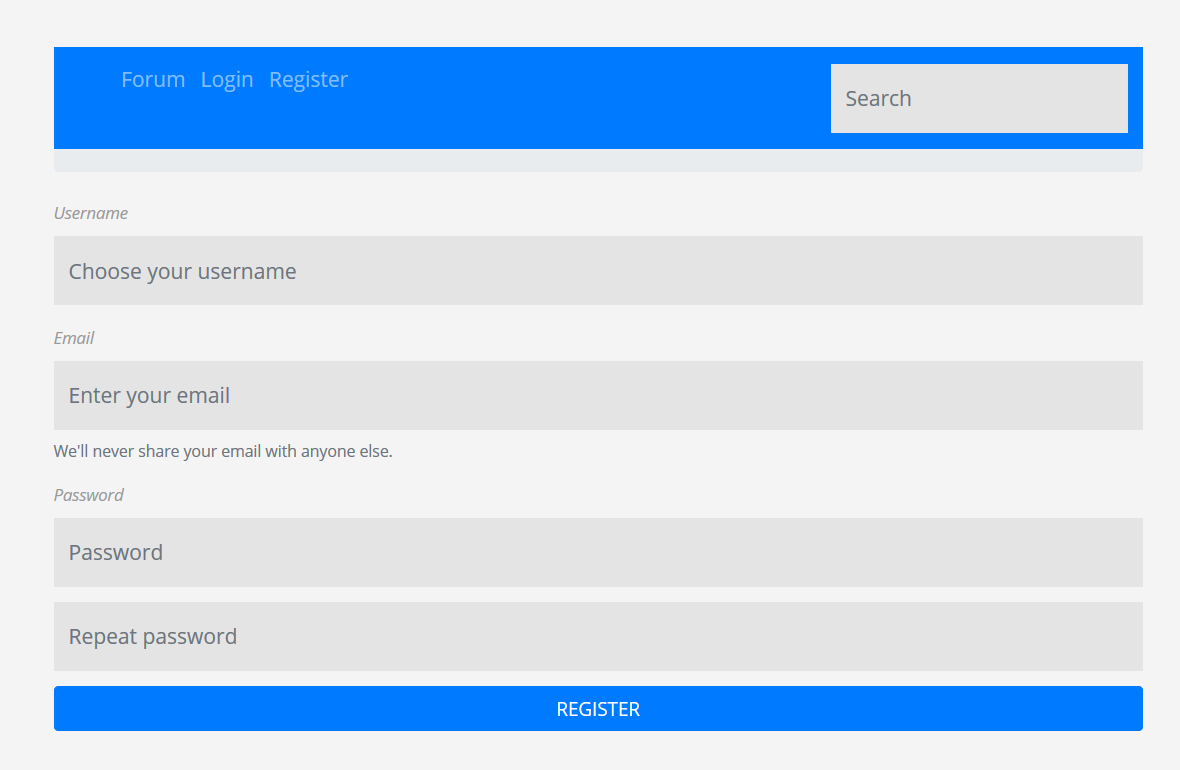 Forum Login Register
Search
Username
Choose your username
Email
Enter your email
We'll never share your email with anyone else.
Password
Password
Repeat password
REGISTER